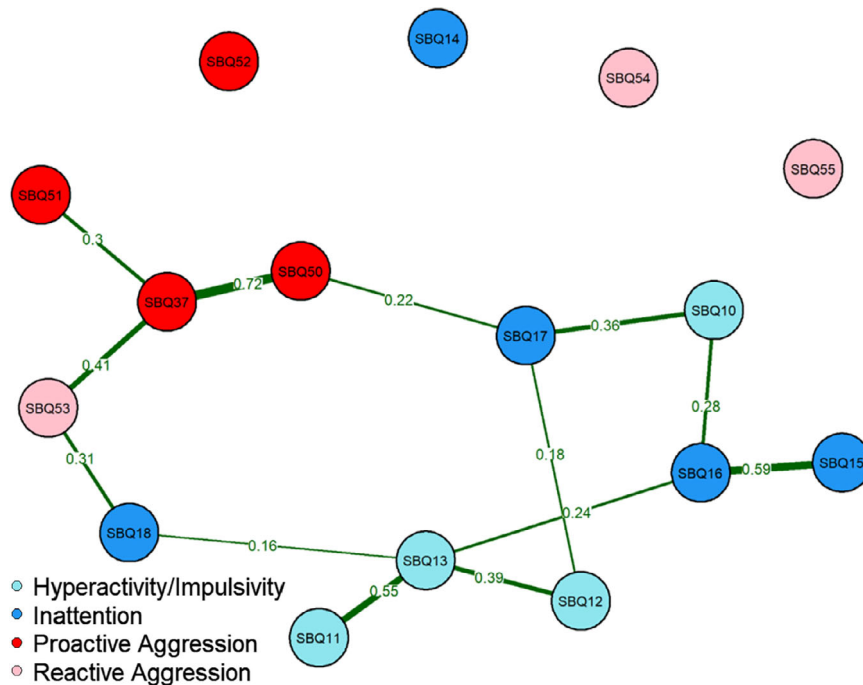 SBQ14
SBQ52
SBQ54
SBQ55
SBQ51
0.3
SBQ50
0.72
SBQ37
0.22
SBQ10
0.36
SBQ17
0.41
SBQ53
0.28
0.31
0.18
SBQ15
0.59
SBQ16
0.24
SBQ18
0.16
SBQ13
0.39
0.55
SBQ12
SBQ11
Hyperactivity/Impulsivity
Inattention
Proactive Aggression
Reactive Aggression